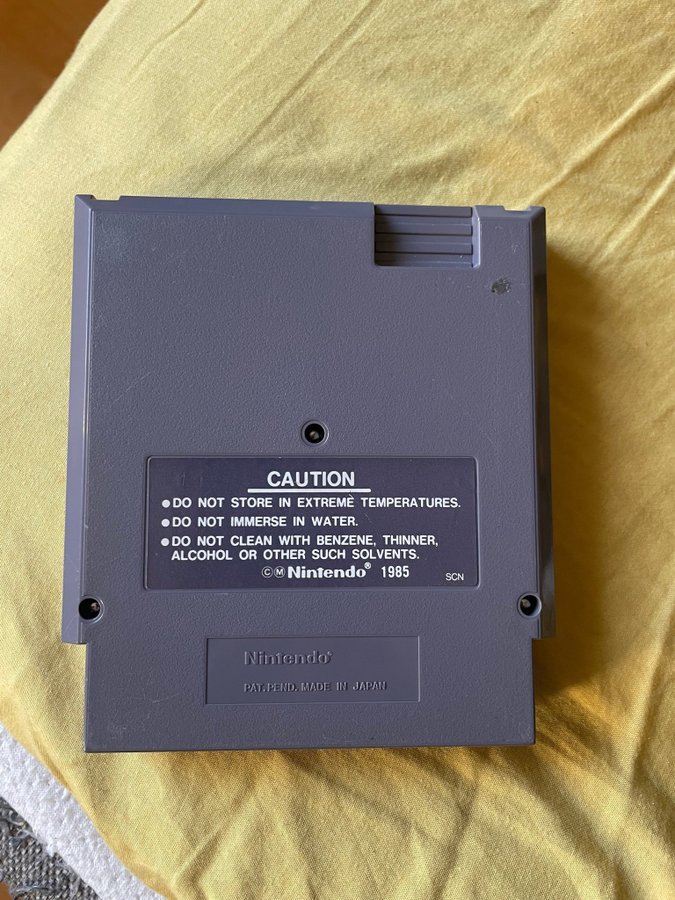 CAUTION
●DO NOT STORE IN EXTREME TEMPERATURES.
●DO NOT IMMERSE IN WATER.
●DO NOT CLEAN WITH BENZENE, THINNER,
ALCOHOL OR OTHER SUCH SOLVENTS.
©Ⓜ Nintendo® 1985 SCN
Nintendo®
PAT.PEND. MADE IN JAPAN